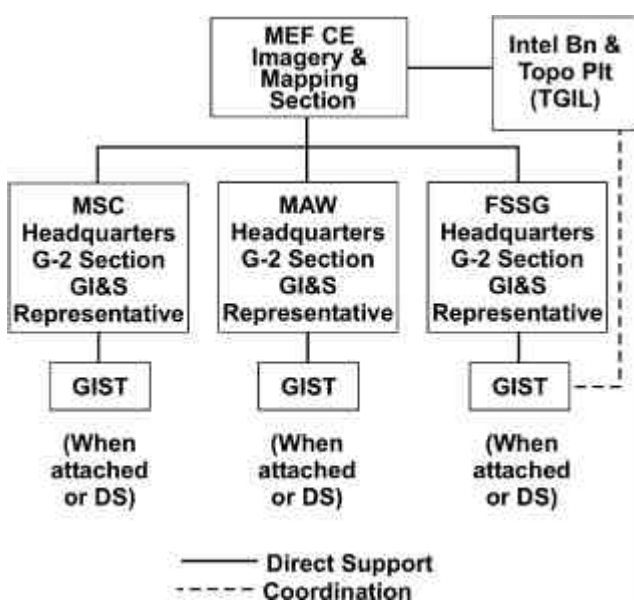 MEF CE
Imagery &
Mapping
Section
Intel Bn &
Topo Plt
(TGIL)
MSC
Headquarters
G-2 Section
GI&S
Representative
MAW
Headquarters
G-2 Section
GI&S
Representative
FSSG
Headquarters
G-2 Section
GI&S
Representative
GIST
GIST
GIST
(When
attached
or DS)
(When
attached
or DS)
(When
attached
or DS)
Direct Support
Coordination